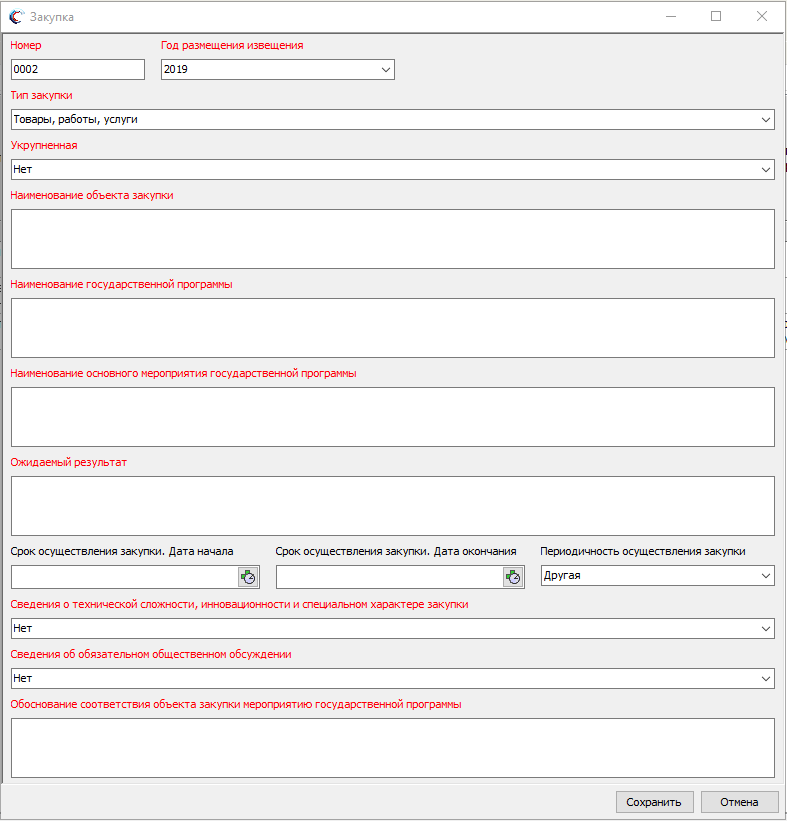 Закупка
Номер
Год размещения извещения
0002
2019
Тип закупки
Товары, работы, услуги
Укрупненная
Нет
Наименование объекта закупки
Наименование государственной программы
Наименование основного мероприятия государственной программы
Ожидаемый результат
Срок осуществления закупки. Дата начала
Срок осуществления закупки. Дата окончания
Периодичность осуществления закупки
Другая
Сведения о технической сложности, инновационности и специальном характере закупки
Нет
Сведения об обязательном общественном обсуждении
Нет
Обоснование соответствия объекта закупки мероприятию государственной программы
Сохранить
Отмена